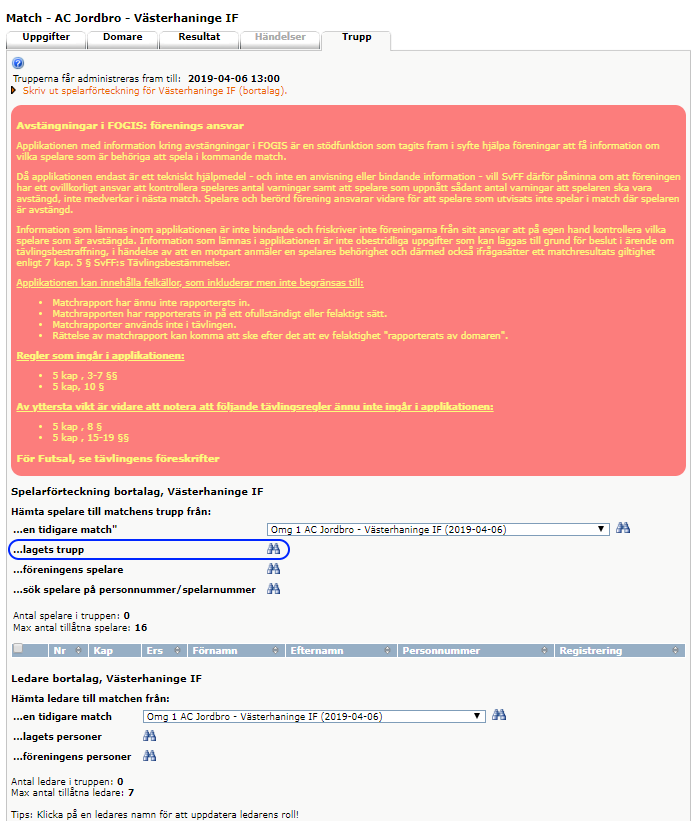 Match - AC Jordbro - Västerhaninge IF
Uppgifter Domare Resultat Händelser Trupp
Trupperna får administreras fram till: 2019-04-06 13:00
Skriv ut spelarförteckning för Västerhaninge IF (bortalag).
Avstängningar i FOGIS: förenings ansvar
Applikationen med information kring avstängningar i FOGIS är en stödfunktion som tagits fram i syfte hjälpa föreningar att få information om
vilka spelare som är behöriga att spela i kommande match.
Då applikationen endast är ett tekniskt hjälpmedel - och inte en anvisning eller bindande information - vill SvFF därför påminna om att föreningen
har ett ovillkorligt ansvar att kontrollera spelares antal varningar samt att spelare som uppnått sådant antal varningar att spelaren ska vara
avstängd, inte medverkar i nästa match. Spelare och berörd förening ansvarar vidare för att spelare som utvisats inte spelar i match där spelaren
är avstängd.
Information som lämnas inom applikationen är inte bindande och friskriver inte föreningarna från sitt ansvar att på egen hand kontrollera vilka
spelare som är avstängda. Information som lämnas i applikationen är inte obestridliga uppgifter som kan läggas till grund för beslut i ärende om
tävlingsbestraffning, i händelse av att en motpart anmäler en spelares behörighet och därmed också ifrågasätter ett matchresultats giltighet
enligt 7 kap. 5 § SvFF:s Tävlingsbestämmelser.
Applikationen kan innehålla felkällor, som inkluderar men inte begränsas till:
• Matchrapport har ännu inte rapporterats in.
• Matchrapporten har rapporterats in på ett ofullständigt eller felaktigt sätt.
• Matchrapporter används inte i tävlingen.
• Rättelse av matchrapport kan komma att ske efter det att ev felaktighet "rapporterats av domaren".
Regler som ingår i applikationen:
• 5 kap , 3-7 §§
• 5 kap, 10 §
Av yttersta vikt är vidare att notera att följande tävlingsregler ännu inte ingår i applikationen:
• 5 kap , 8 §
• 5 kap , 15-19 §§
För Futsal, se tävlingens föreskrifter
Spelarförteckning bortalag, Västerhaninge IF
Hämta spelare till matchens trupp från:
...en tidigare match" Omg 1 AC Jordbro - Västerhaninge IF (2019-04-06)
...lagets trupp
...föreningens spelare
...sök spelare på personnummer/spelarnummer
Antal spelare i truppen: 0
Max antal tillåtna spelare: 16
Nr Kap Ers Förnamn Efternamn Personnummer Registrering
Ledare bortalag, Västerhaninge IF
Hämta ledare till matchen från:
...en tidigare match Omg 1 AC Jordbro - Västerhaninge IF (2019-04-06)
...lagets personer
...föreningens personer
Antal ledare i truppen: 0
Max antal tillåtna ledare: 7
Tips: Klicka på en ledares namn för att uppdatera ledarens roll!